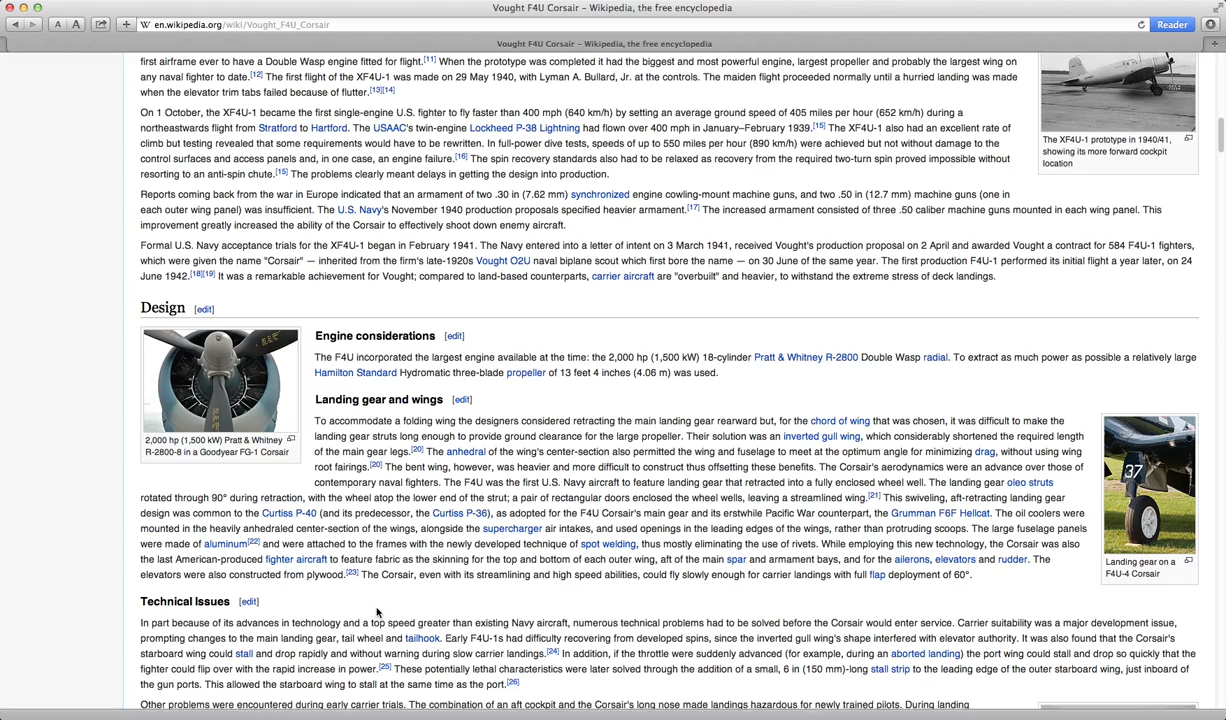 Vought F4U Corsair – Wikipedia, the free encyclopedia
A A + W en.wikipedia.org/wiki/Vought_F4U_Corsair Reader
Vought F4U Corsair – Wikipedia, the free encyclopedia
first airframe ever to have a Double Wasp engine fitted for flight.[11] When the prototype was completed it had the biggest and most powerful engine, largest propeller and probably the largest wing on
any naval fighter to date.[12] The first flight of the XF4U-1 was made on 29 May 1940, with Lyman A. Bullard, Jr. at the controls. The maiden flight proceeded normally until a hurried landing was made
when the elevator trim tabs failed because of flutter.[13][14]
The XF4U-1 prototype in 1940/41,
showing its more forward cockpit
location
On 1 October, the XF4U-1 became the first single-engine U.S. fighter to fly faster than 400 mph (640 km/h) by setting an average ground speed of 405 miles per hour (652 km/h) during a
northeastwards flight from Stratford to Hartford. The USAAC's twin-engine Lockheed P-38 Lightning had flown over 400 mph in January–February 1939.[15] The XF4U-1 also had an excellent rate of
climb but testing revealed that some requirements would have to be rewritten. In full-power dive tests, speeds of up to 550 miles per hour (890 km/h) were achieved but not without damage to the
control surfaces and access panels and, in one case, an engine failure.[16] The spin recovery standards also had to be relaxed as recovery from the required two-turn spin proved impossible without
resorting to an anti-spin chute.[15] The problems clearly meant delays in getting the design into production.
Reports coming back from the war in Europe indicated that an armament of two .30 in (7.62 mm) synchronized engine cowling-mount machine guns, and two .50 in (12.7 mm) machine guns (one in
each outer wing panel) was insufficient. The U.S. Navy's November 1940 production proposals specified heavier armament.[17] The increased armament consisted of three .50 caliber machine guns mounted in each wing panel. This
improvement greatly increased the ability of the Corsair to effectively shoot down enemy aircraft.
Formal U.S. Navy acceptance trials for the XF4U-1 began in February 1941. The Navy entered into a letter of intent on 3 March 1941, received Vought's production proposal on 2 April and awarded Vought a contract for 584 F4U-1 fighters,
which were given the name "Corsair" — inherited from the firm's late-1920s Vought O2U naval biplane scout which first bore the name — on 30 June of the same year. The first production F4U-1 performed its initial flight a year later, on 24
June 1942.[18][19] It was a remarkable achievement for Vought; compared to land-based counterparts, carrier aircraft are "overbuilt" and heavier, to withstand the extreme stress of deck landings.
Design [edit]
2,000 hp (1,500 kW) Pratt & Whitney
R-2800-8 in a Goodyear FG-1 Corsair
Engine considerations [edit]
The F4U incorporated the largest engine available at the time: the 2,000 hp (1,500 kW) 18-cylinder Pratt & Whitney R-2800 Double Wasp radial. To extract as much power as possible a relatively large
Hamilton Standard Hydromatic three-blade propeller of 13 feet 4 inches (4.06 m) was used.
Landing gear and wings [edit]
To accommodate a folding wing the designers considered retracting the main landing gear rearward but, for the chord of wing that was chosen, it was difficult to make the
landing gear struts long enough to provide ground clearance for the large propeller. Their solution was an inverted gull wing, which considerably shortened the required length
of the main gear legs.[20] The anhedral of the wing's center-section also permitted the wing and fuselage to meet at the optimum angle for minimizing drag, without using wing
root fairings.[20] The bent wing, however, was heavier and more difficult to construct thus offsetting these benefits. The Corsair's aerodynamics were an advance over those of
contemporary naval fighters. The F4U was the first U.S. Navy aircraft to feature landing gear that retracted into a fully enclosed wheel well. The landing gear oleo struts
rotated through 90° during retraction, with the wheel atop the lower end of the strut; a pair of rectangular doors enclosed the wheel wells, leaving a streamlined wing.[21] This swiveling, aft-retracting landing gear
design was common to the Curtiss P-40 (and its predecessor, the Curtiss P-36), as adopted for the F4U Corsair's main gear and its erstwhile Pacific War counterpart, the Grumman F6F Hellcat. The oil coolers were
mounted in the heavily anhedraled center-section of the wings, alongside the supercharger air intakes, and used openings in the leading edges of the wings, rather than protruding scoops. The large fuselage panels
were made of aluminum[22] and were attached to the frames with the newly developed technique of spot welding, thus mostly eliminating the use of rivets. While employing this new technology, the Corsair was also
the last American-produced fighter aircraft to feature fabric as the skinning for the top and bottom of each outer wing, aft of the main spar and armament bays, and for the ailerons, elevators and rudder. The
elevators were also constructed from plywood.[23] The Corsair, even with its streamlining and high speed abilities, could fly slowly enough for carrier landings with full flap deployment of 60°.
37
Landing gear on a
F4U-4 Corsair
Technical Issues [edit]
In part because of its advances in technology and a top speed greater than existing Navy aircraft, numerous technical problems had to be solved before the Corsair would enter service. Carrier suitability was a major development issue,
prompting changes to the main landing gear, tail wheel and tailhook. Early F4U-1s had difficulty recovering from developed spins, since the inverted gull wing's shape interfered with elevator authority. It was also found that the Corsair's
starboard wing could stall and drop rapidly and without warning during slow carrier landings.[24] In addition, if the throttle were suddenly advanced (for example, during an aborted landing) the port wing could stall and drop so quickly that the
fighter could flip over with the rapid increase in power.[25] These potentially lethal characteristics were later solved through the addition of a small, 6 in (150 mm)-long stall strip to the leading edge of the outer starboard wing, just inboard of
the gun ports. This allowed the starboard wing to stall at the same time as the port.[26]
Other problems were encountered during early carrier trials. The combination of an aft cockpit and the Corsair's long nose made landings hazardous for newly trained pilots. During landing